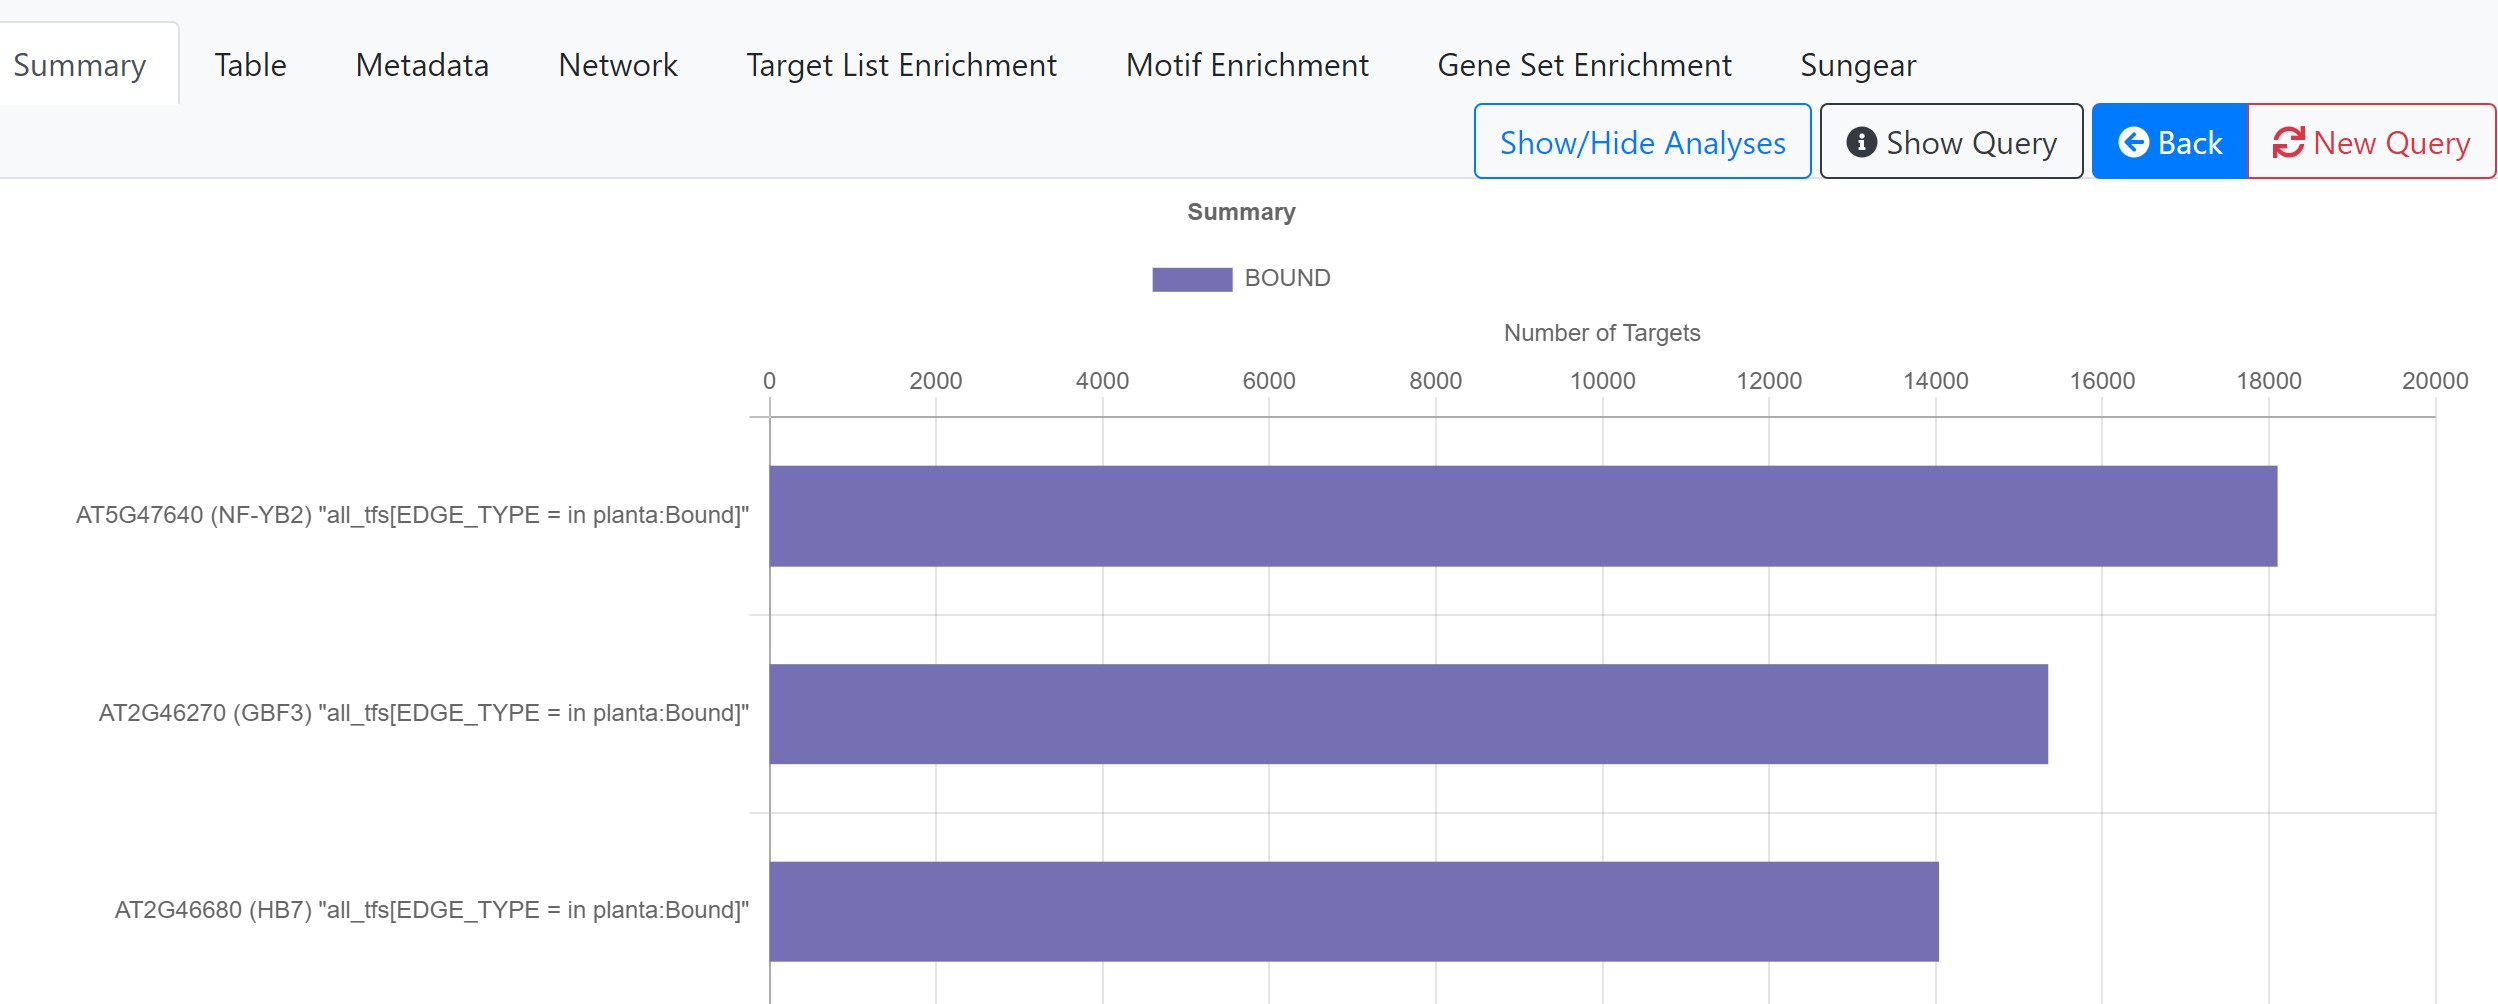 Summary Table Metadata Network Target List Enrichment Motif Enrichment Gene Set Enrichment Sungear
Show/Hide Analyses Show Query Back New Query
Summary
BOUND
Number of Targets
0 2000 4000 6000 8000 10000 12000 14000 16000 18000 20000
AT5G47640 (NF-YB2) "all_tfs[EDGE_TYPE = in planta:Bound]"
AT2G46270 (GBF3) "all_tfs[EDGE_TYPE = in planta:Bound]"
AT2G46680 (HB7) "all_tfs[EDGE_TYPE = in planta:Bound]"